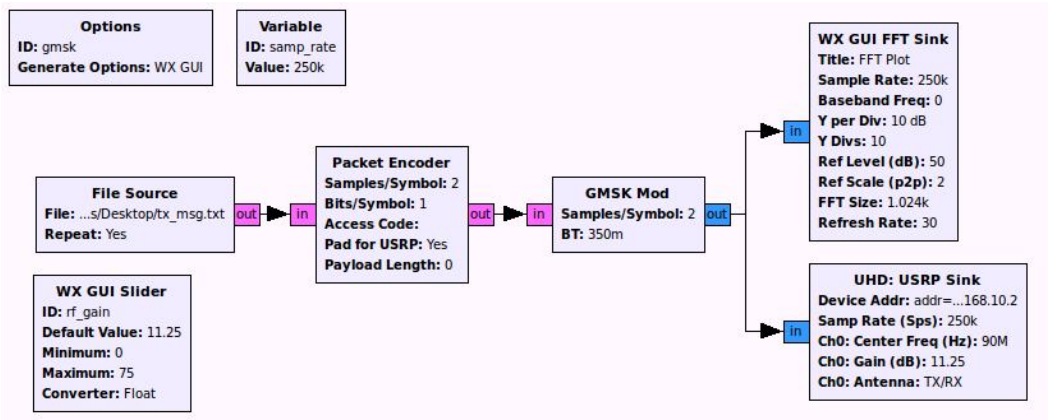 Options
ID: gmsk
Generate Options: WX GUI
Variable
ID: samp_rate
Value: 250k
WX GUI FFT Sink
Title: FFT Plot
Sample Rate: 250k
Baseband Freq: 0
Y per Div: 10 dB
Y Divs: 10
Ref Level (dB): 50
Ref Scale (p2p): 2
FFT Size: 1.024k
Refresh Rate: 30
in
File Source
File: ...s/Desktop/tx_msg.txt
Repeat: Yes
out
in
Packet Encoder
Samples/Symbol: 2
Bits/Symbol: 1
Access Code:
Pad for USRP: Yes
Payload Length: 0
out
in
GMSK Mod
Samples/Symbol: 2
BT: 350m
out
WX GUI Slider
ID: rf_gain
Default Value: 11.25
Minimum: 0
Maximum: 75
Converter: Float
in
UHD: USRP Sink
Device Addr: addr=...168.10.2
Samp Rate (Sps): 250k
Ch0: Center Freq (Hz): 90M
Ch0: Gain (dB): 11.25
Ch0: Antenna: TX/RX